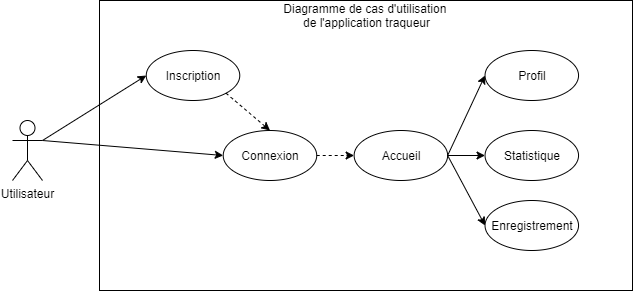 Diagramme de cas d'utilisation
de l'application traqueur
Inscription
Profil
Connexion
Accueil
Statistique
Utilisateur
Enregistrement